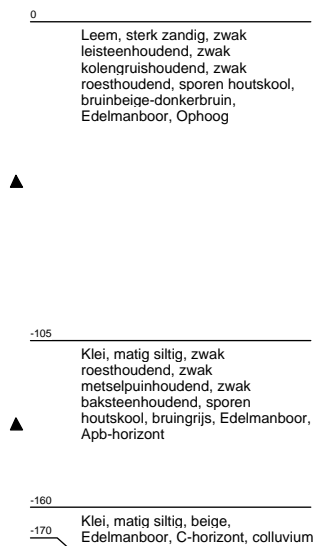 0
Leem, sterk zandig, zwak
leisteenhoudend, zwak
kolengruishoudend, zwak
roesthoudend, sporen houtskool,
bruinbeige-donkerbruin,
Edelmanboor, Ophoog
-105
Klei, matig siltig, zwak
roesthoudend, zwak
metselpuinhoudend, zwak
baksteenhoudend, sporen
houtskool, bruingrijs, Edelmanboor,
Apb-horizont
-160
Klei, matig siltig, beige,
-170
Edelmanboor, C-horizont, colluvium